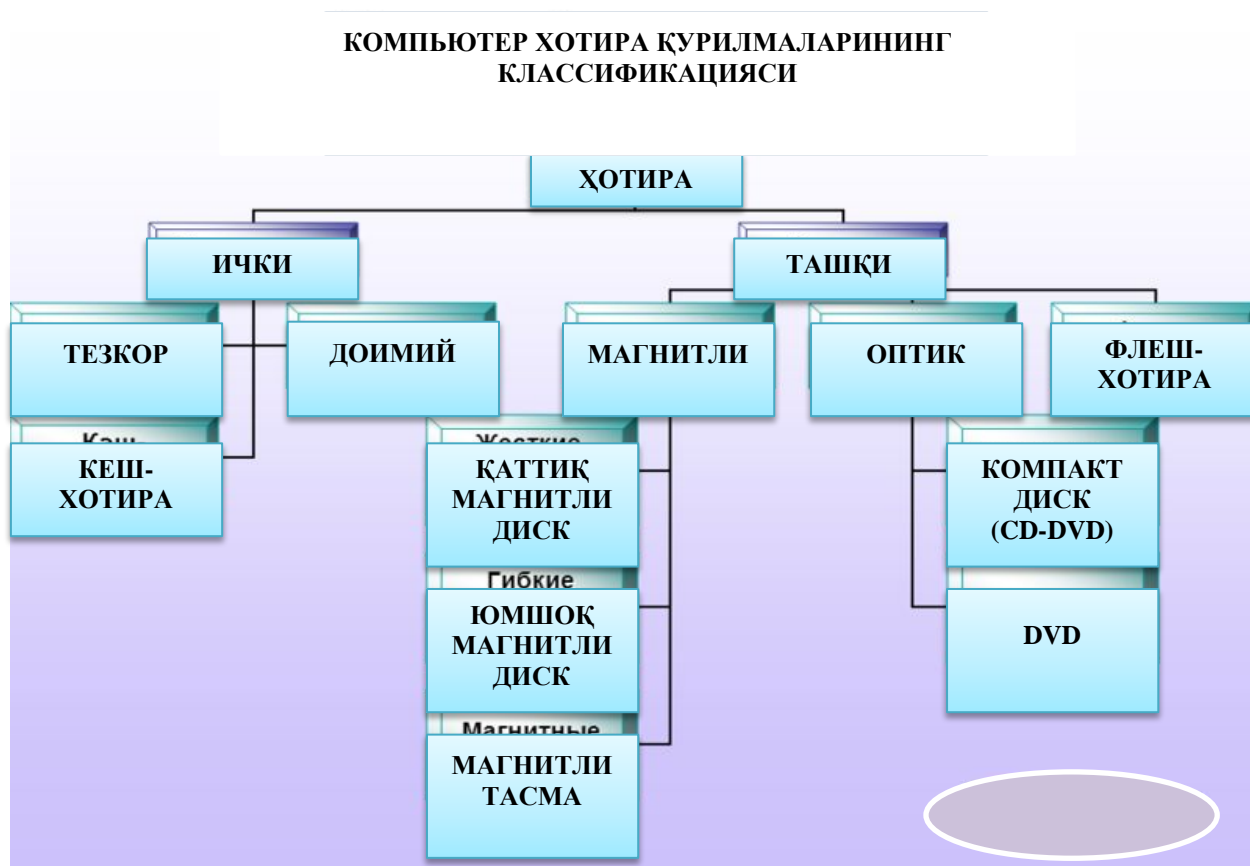 КОМПЬЮТЕР ХОТИРА ҚУРИЛМАЛАРИНИНГ
КЛАССИФИКАЦИЯСИ
ҲОТИРА
ИЧКИ
ТАШҚИ
ТЕЗКОР
ДОИМИЙ
МАГНИТЛИ
ОПТИК
ФЛЕШ-
ХОТИРА
Жесткие
КЕШ-
ХОТИРА
ҚАТТИҚ
МАГНИТЛИ
ДИСК
КОМПАКТ
ДИСК
(CD-DVD)
Гибкие
ЮМШОҚ
МАГНИТЛИ
ДИСК
DVD
Магнитные
МАГНИТЛИ
ТАСМА